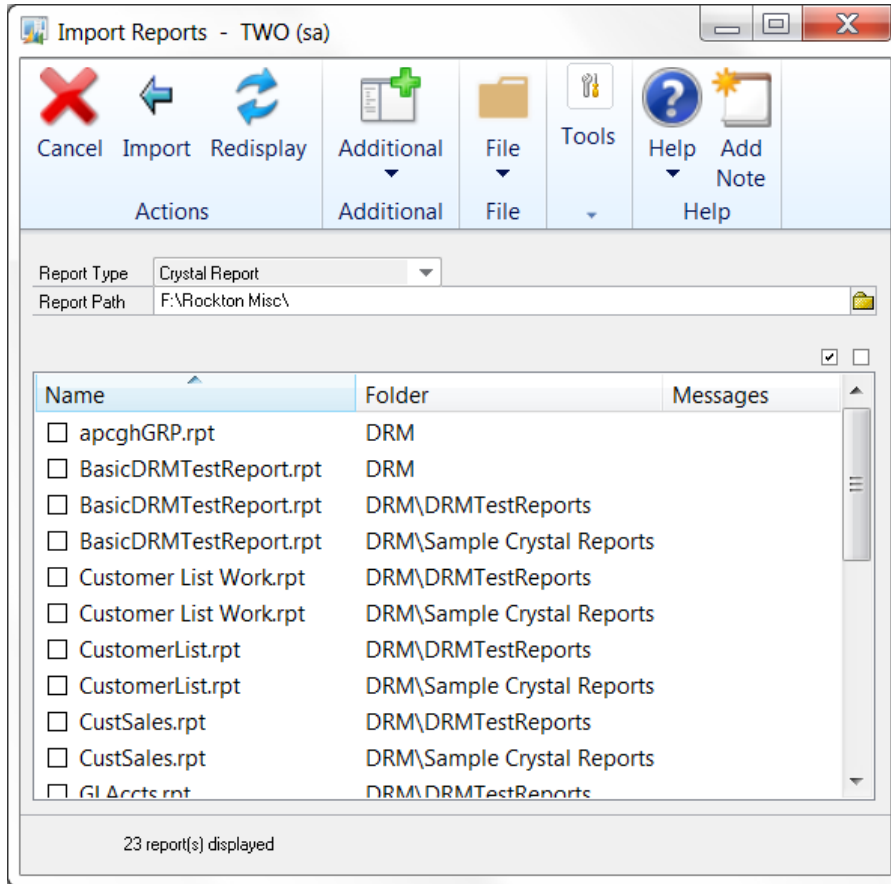 Import Reports - TWO (sa)
Cancel Import Redisplay Additional File Tools Help Add Note
Actions Additional File Help
Report Type Crystal Report
Report Path F:\Rockton Misc\
Name Folder Messages
apcghGRP.rpt DRM
BasicDRMTestReport.rpt DRM
BasicDRMTestReport.rpt DRM\DRMTestReports
BasicDRMTestReport.rpt DRM\Sample Crystal Reports
Customer List Work.rpt DRM\DRMTestReports
Customer List Work.rpt DRM\Sample Crystal Reports
CustomerList.rpt DRM\DRMTestReports
CustomerList.rpt DRM\Sample Crystal Reports
CustSales.rpt DRM\DRMTestReports
CustSales.rpt DRM\Sample Crystal Reports
GLAccts.rpt DRM\DRMTestReports
23 report(s) displayed